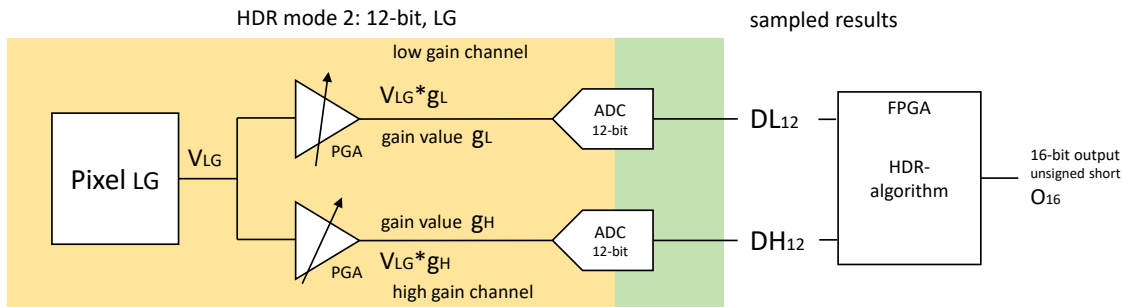 HDR mode 2: 12-bit, LG
sampled results
low gain channel
VLG*gL
ADC
12-bit
DL12
FPGA
gain value gL
PGA
VLG
Pixel LG
HDR-
algorithm
16-bit output
unsigned short
O16
gain value gH
ADC
12-bit
DH12
PGA
VLG*gH
high gain channel